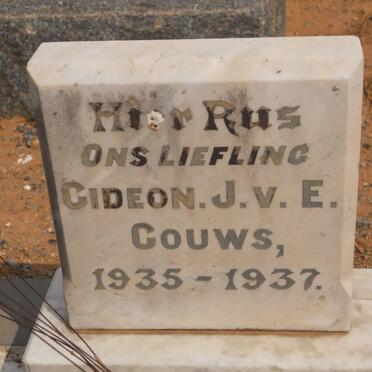 Hier Rus
ONS LIEFLING
GIDEON. J. V. E.
GOUWS,
1935 - 1937.